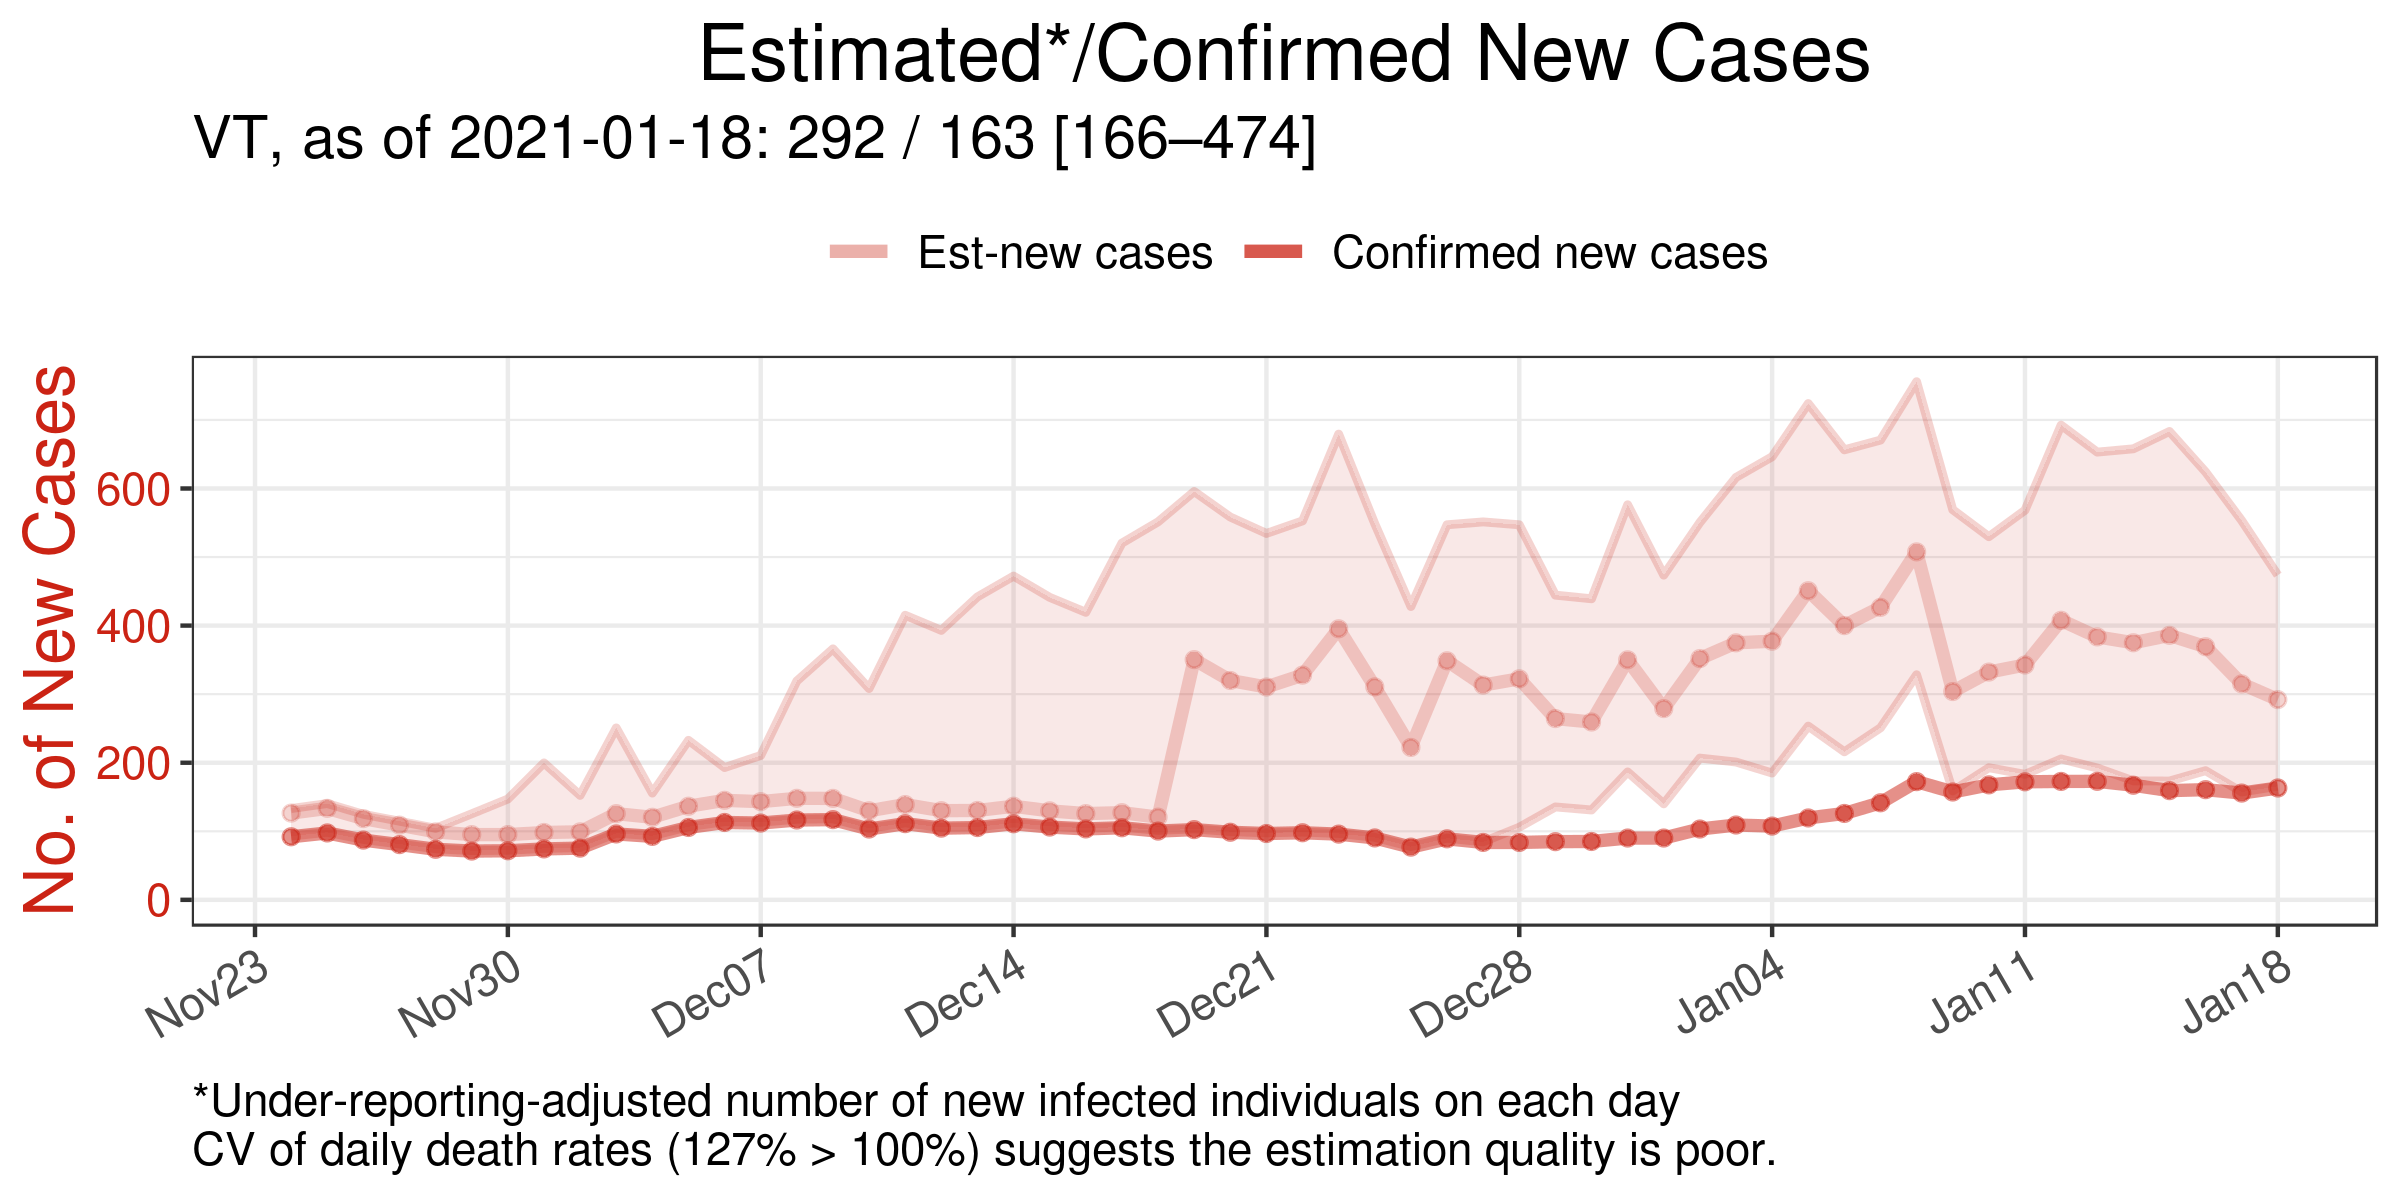 Estimated*/Confirmed New Cases
VT, as of 2021-01-18: 292 / 163 [166–474]
Est-new cases Confirmed new cases
No. of New Cases
600
400
200
0
Nov23 Nov30 Dec07 Dec14 Dec21 Dec28 Jan04 Jan11 Jan18
*Under-reporting-adjusted number of new infected individuals on each day
CV of daily death rates (127% > 100%) suggests the estimation quality is poor.